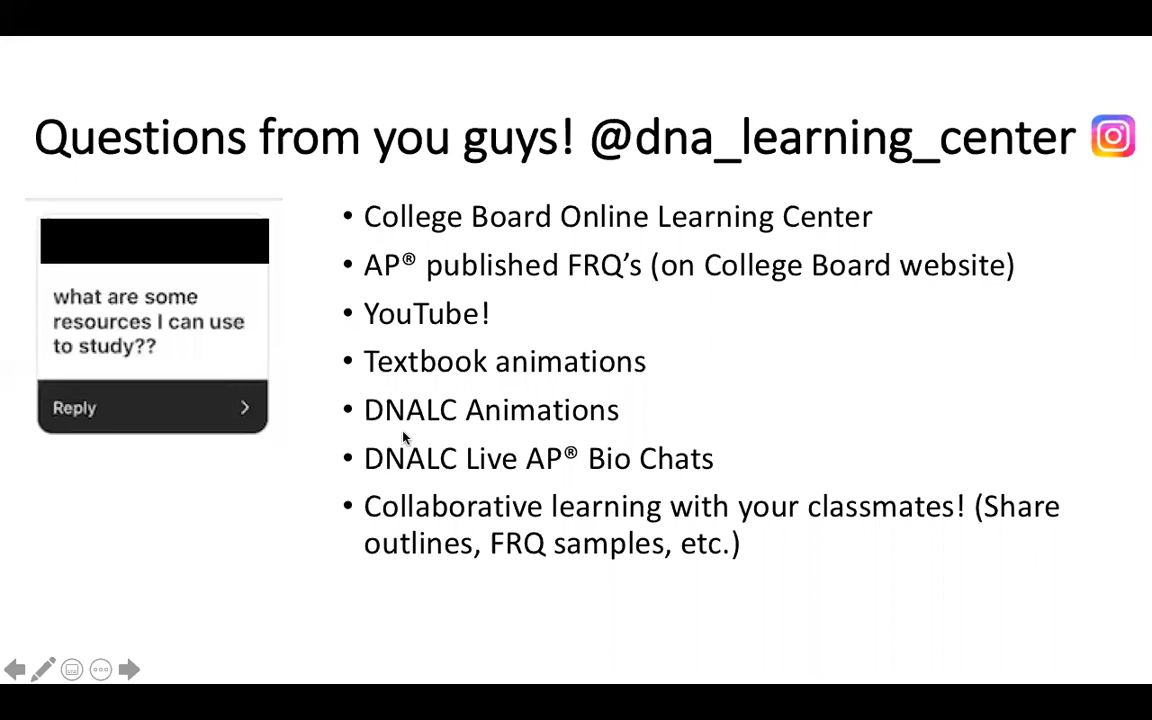 Questions from you guys! @dna_learning_center
what are some
resources I can use
to study??
Reply
• College Board Online Learning Center
• AP® published FRQ’s (on College Board website)
• YouTube!
• Textbook animations
• DNALC Animations
• DNALC Live AP® Bio Chats
• Collaborative learning with your classmates! (Share
outlines, FRQ samples, etc.)